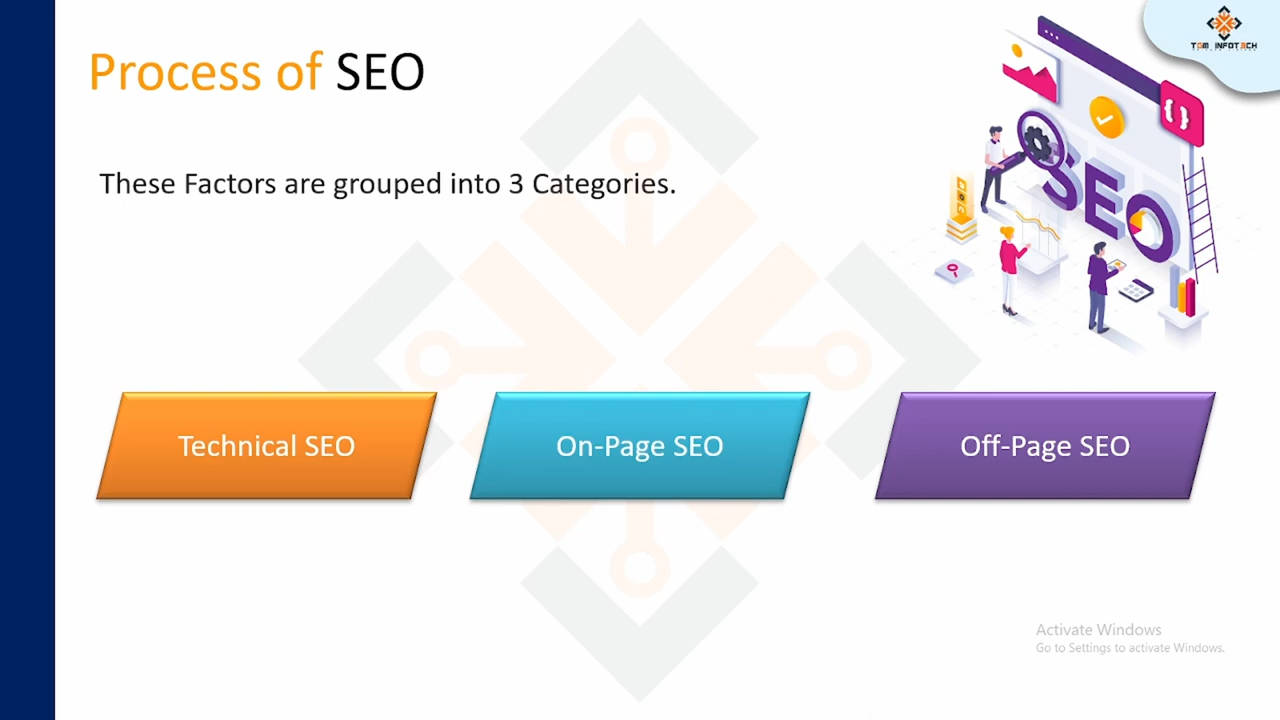 Process of SEO
TGM INFOTECH
These Factors are grouped into 3 Categories.
SEO
Technical SEO
On-Page SEO
Off-Page SEO
Activate Windows
Go to Settings to activate Windows.